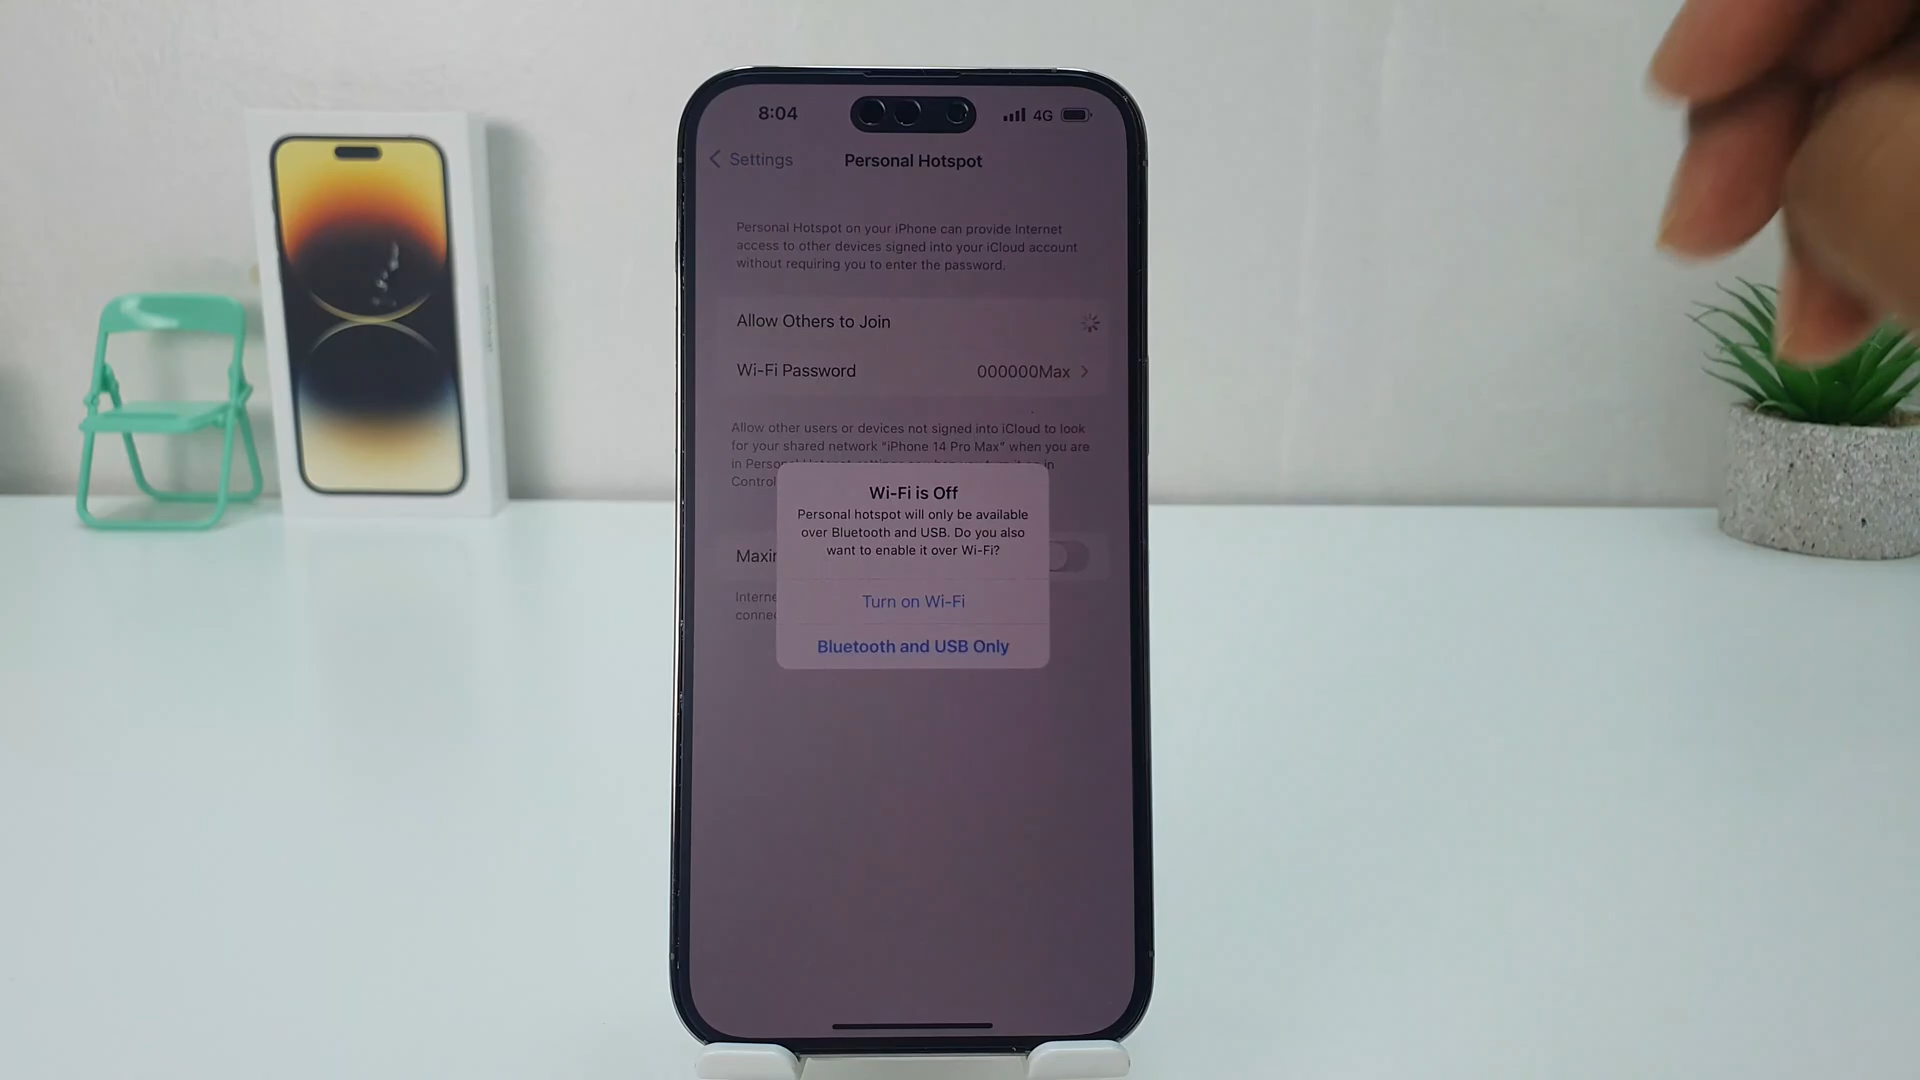 8:04
4G
Settings
Personal Hotspot
Personal Hotspot on your iPhone can provide Internet
access to other devices signed into your iCloud account
without requiring you to enter the password.
Allow Others to Join
Wi-Fi Password 000000Max
Allow other users or devices not signed into iCloud to look
for your shared network "iPhone 14 Pro Max" when you are
in
in
Wi-Fi is Off
Personal hotspot will only be available
over Bluetooth and USB. Do you also
want to enable it over Wi-Fi?
Turn on Wi-Fi
Bluetooth and USB Only